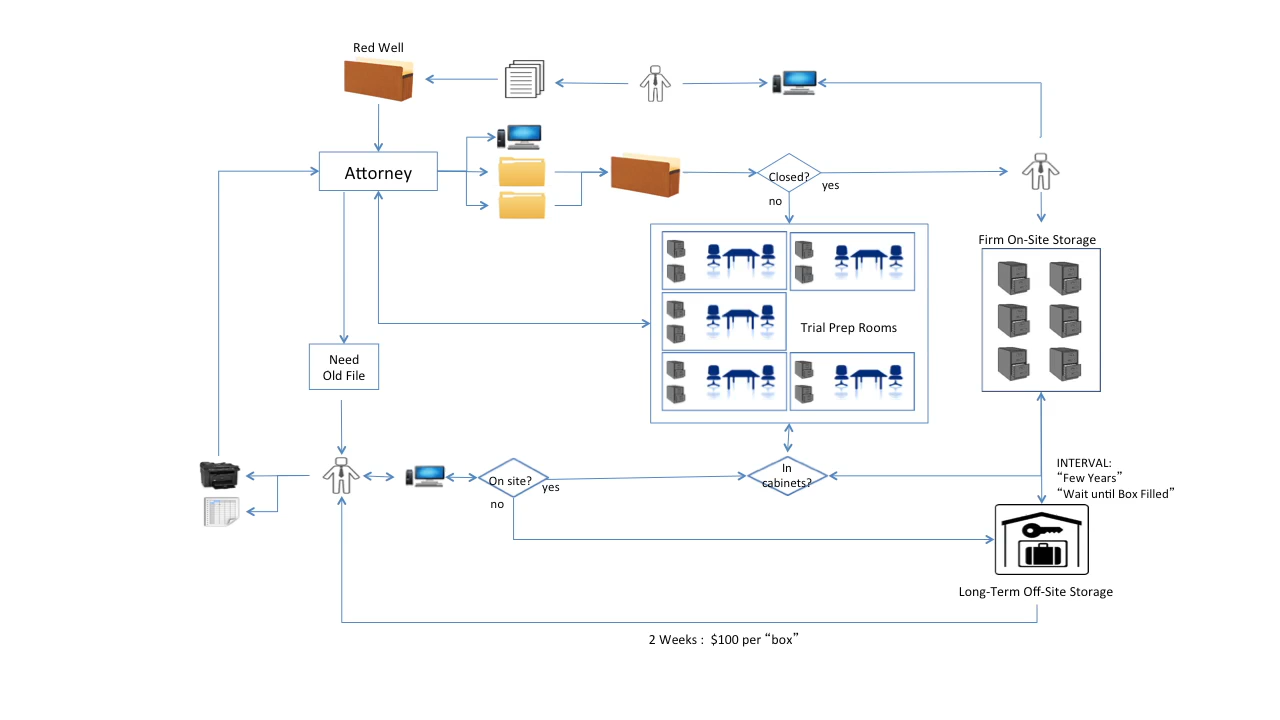 Red Well
Attorney
Closed?
yes
no
Firm On-Site Storage
Trial Prep Rooms
Need
Old File
On site?
yes
no
In
cabinets?
INTERVAL:
“Few Years”
“Wait until Box Filled”
Long-Term Off-Site Storage
2 Weeks : $100 per “box”